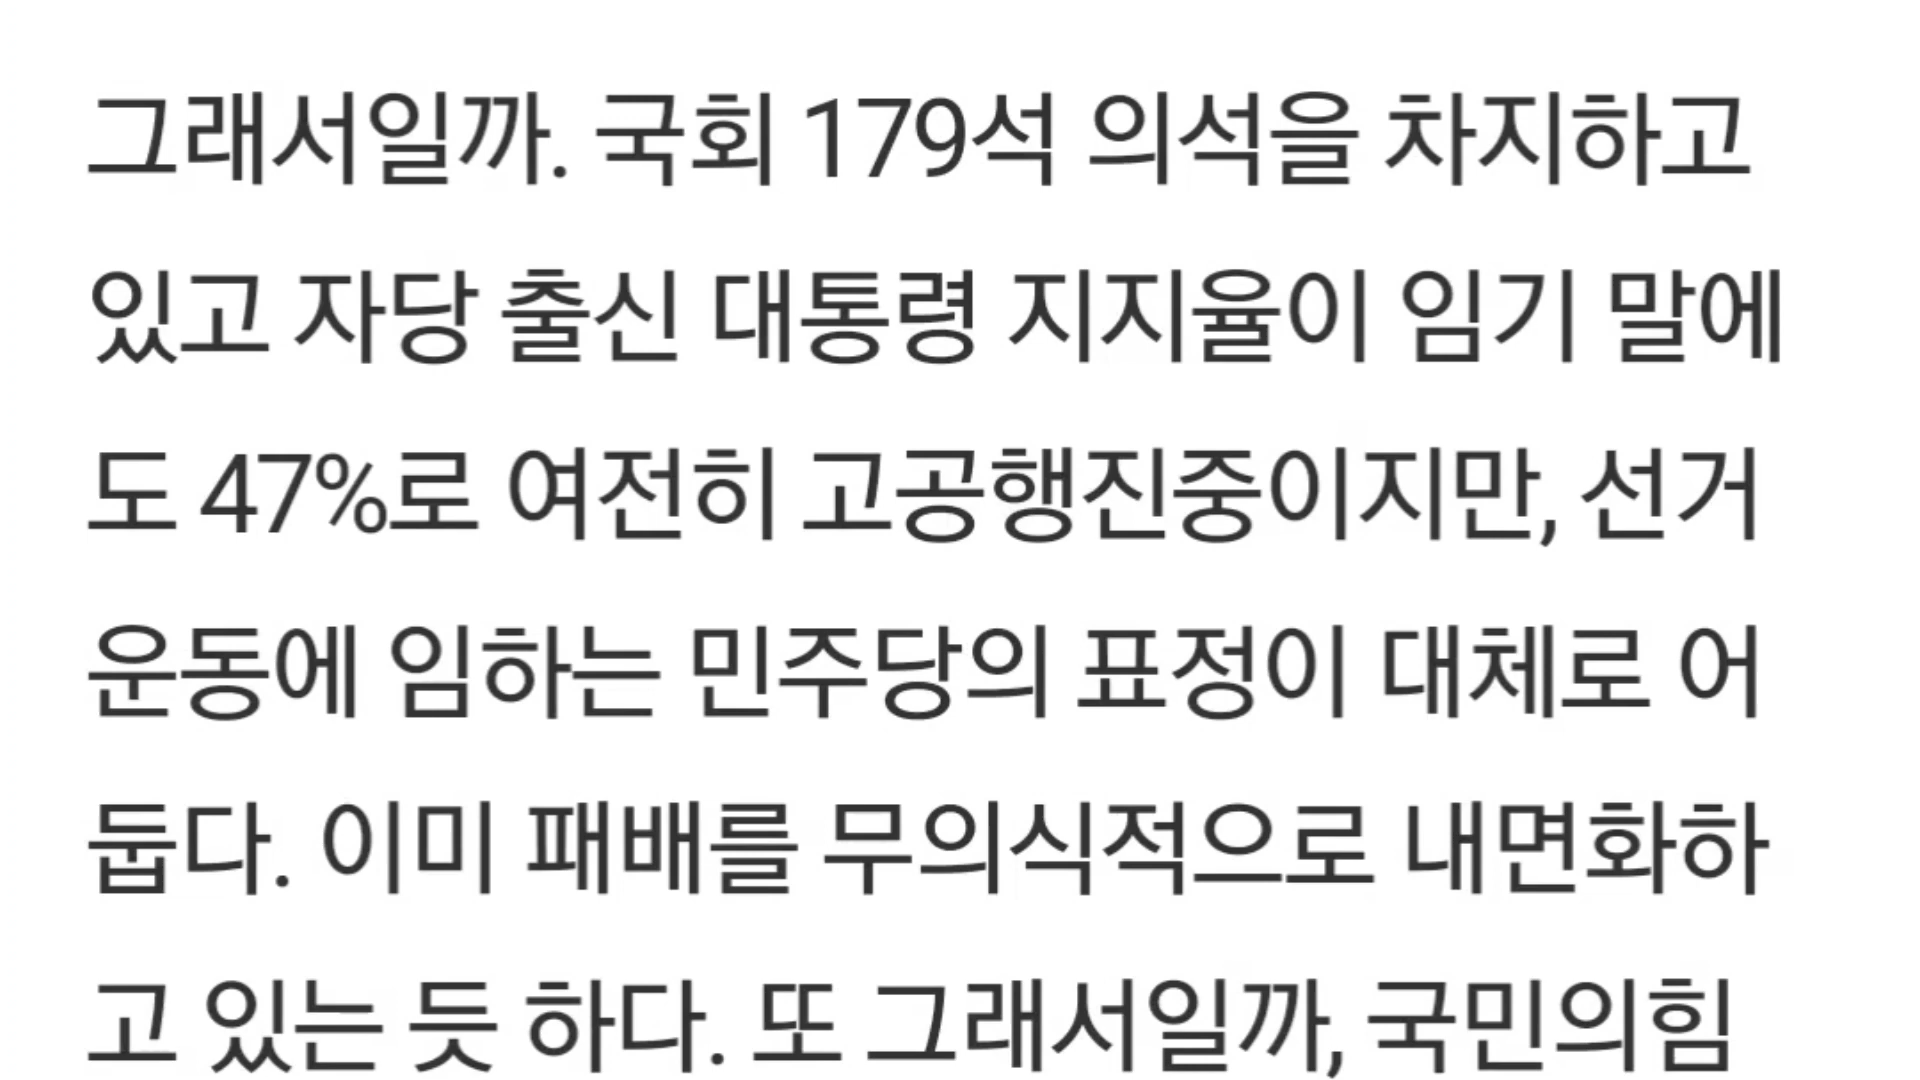 그래서일까. 국회 179석 의석을 차지하고
있고 자당 출신 대통령 지지율이 임기 말에
도 47%로 여전히 고공행진중이지만, 선거
운동에 임하는 민주당의 표정이 대체로 어
둡다. 이미 패배를 무의식적으로 내면화하
고 있는 듯 하다. 또 그래서일까, 국민의힘